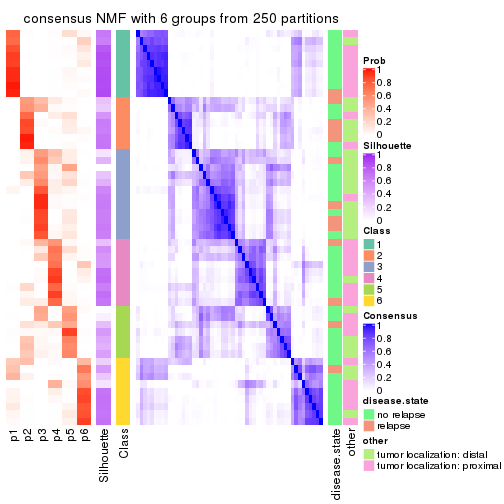 consensus NMF with 6 groups from 250 partitions
Prob
1
0.8
0.6
0.4
0.2
0
Silhouette
1
0.8
0.6
0.4
0.2
0
Class
1
2
3
4
5
6
Consensus
1
0.8
0.6
0.4
0.2
0
disease.state
no relapse
relapse
other
tumor localization: distal
tumor localization: proximal
p1
p2
p3
p4
p5
p6
Silhouette
Class
disease.state
other